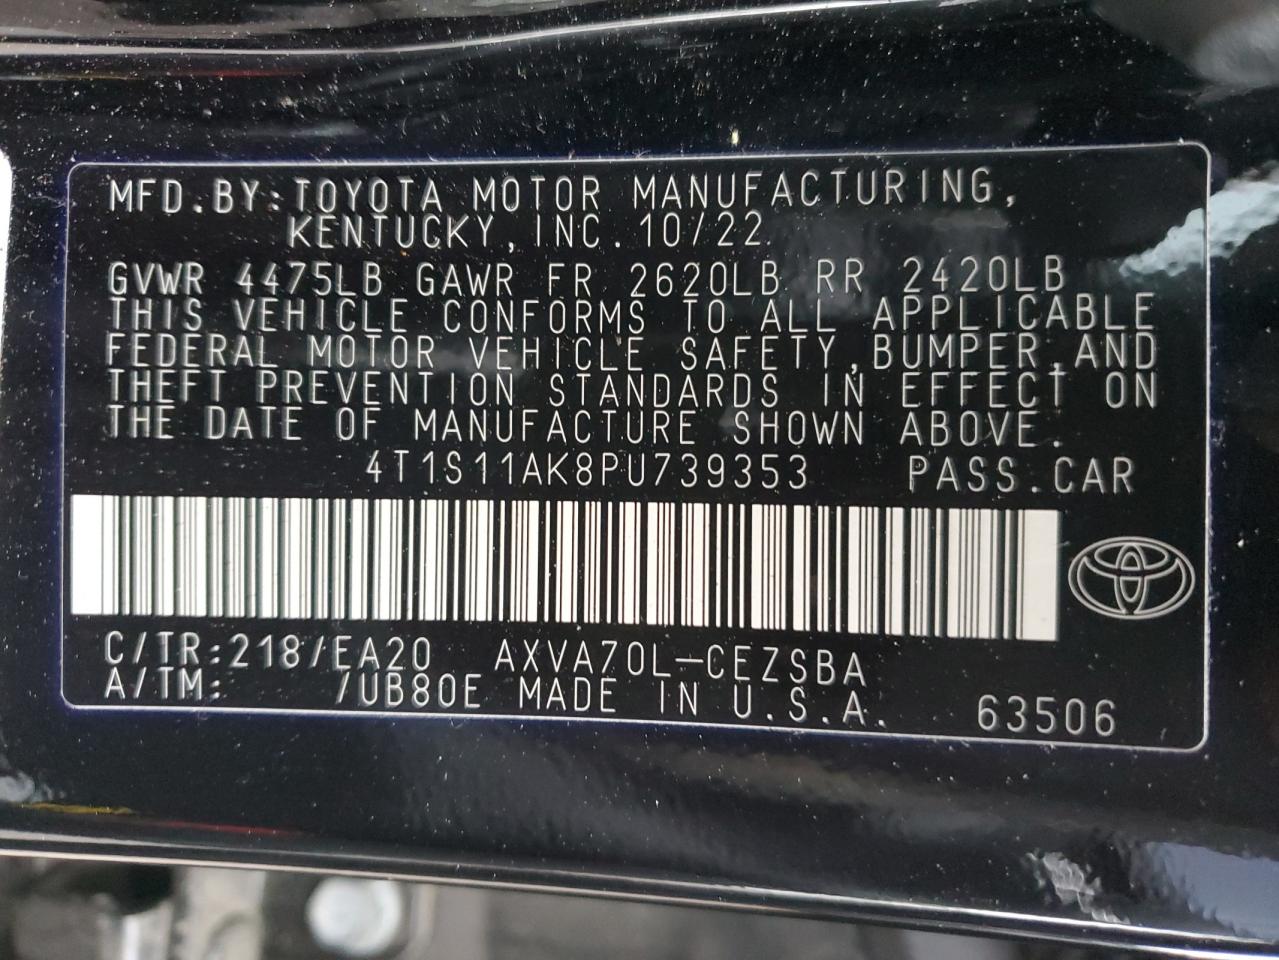 MFD.BY:TOYOTA MOTOR MANUFACTURING,
KENTUCKY,INC.10/22
GVWR 4475LB GAWR FR 2620LB RR 2420LB
THIS VEHICLE CONFORMS TO ALL APPLICABLE
FEDERAL MOTOR VEHICLE SAFETY,BUMPER,AND
THEFT PREVENTION STANDARDS IN EFFECT ON
THE DATE OF MANUFACTURE SHOWN ABOVE.
4T1S11AK8PU739353 PASS.CAR
C/TR:218/EA20 AXVA70L-CEZSBA
A/TM: /UB80E MADE IN U.S.A. 63506